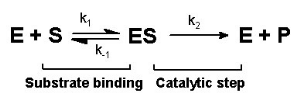 k1 k2
E + S ES E + P
k-1
Substrate binding Catalytic step